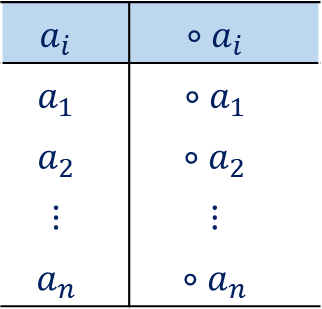 aᵢ ∘ aᵢ
a₁ ∘ a₁
a₂ ∘ a₂
⋮ ⋮
aₙ ∘ aₙ